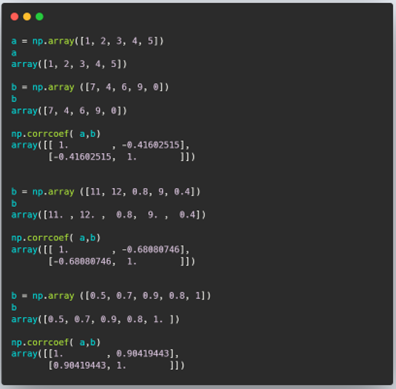 a = np.array([1, 2, 3, 4, 5])
a
array([1, 2, 3, 4, 5])
b = np.array ([7, 4, 6, 9, 0])
b
array([7, 4, 6, 9, 0])
np.corrcoef( a,b)
array([[ 1.        , -0.41602515],
       [-0.41602515,  1.        ]])
b = np.array ([11, 12, 0.8, 9, 0.4])
b
array([11. , 12. ,  0.8,  9. ,  0.4])
np.corrcoef( a,b)
array([[ 1.        , -0.68080746],
       [-0.68080746,  1.        ]])
b = np.array ([0.5, 0.7, 0.9, 0.8, 1])
b
array([0.5, 0.7, 0.9, 0.8, 1. ])
np.corrcoef( a,b)
array([[1.        , 0.90419443],
       [0.90419443, 1.        ]])